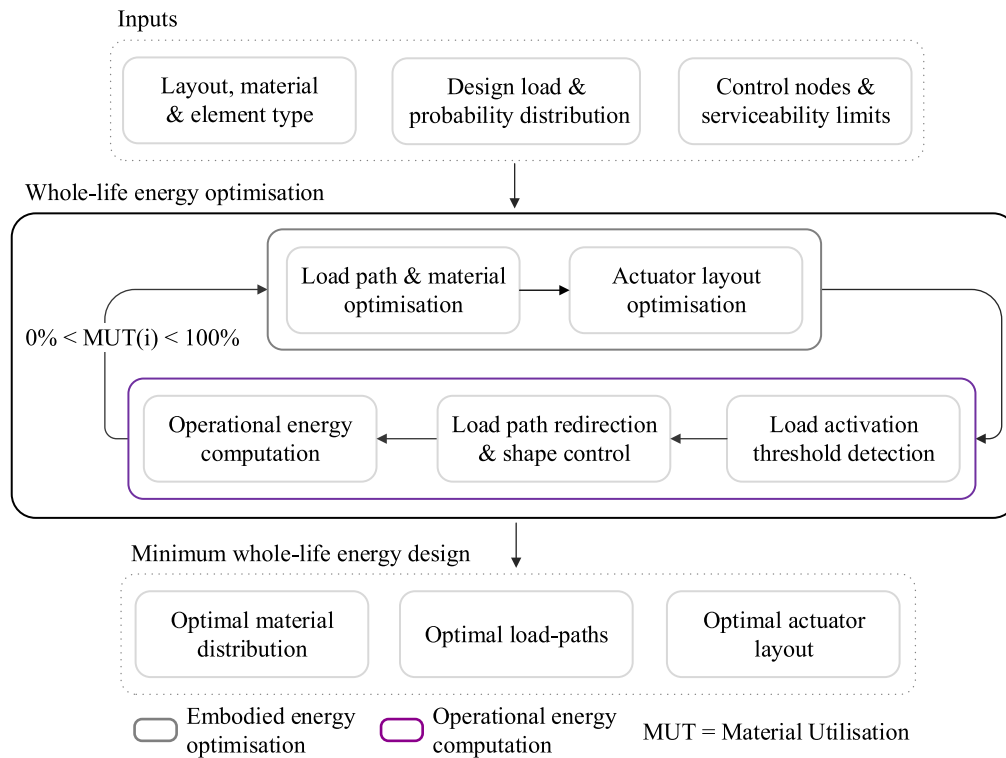 Inputs
Layout, material
& element type
Design load &
probability distribution
Control nodes &
serviceability limits
Whole-life energy optimisation
Load path & material
optimisation
Actuator layout
optimisation
0% < MUT(i) < 100%
Operational energy
computation
Load path redirection
& shape control
Load activation
threshold detection
Minimum whole-life energy design
Optimal material
distribution
Optimal load-paths
Optimal actuator
layout
Embodied energy
optimisation
Operational energy
computation
MUT = Material Utilisation